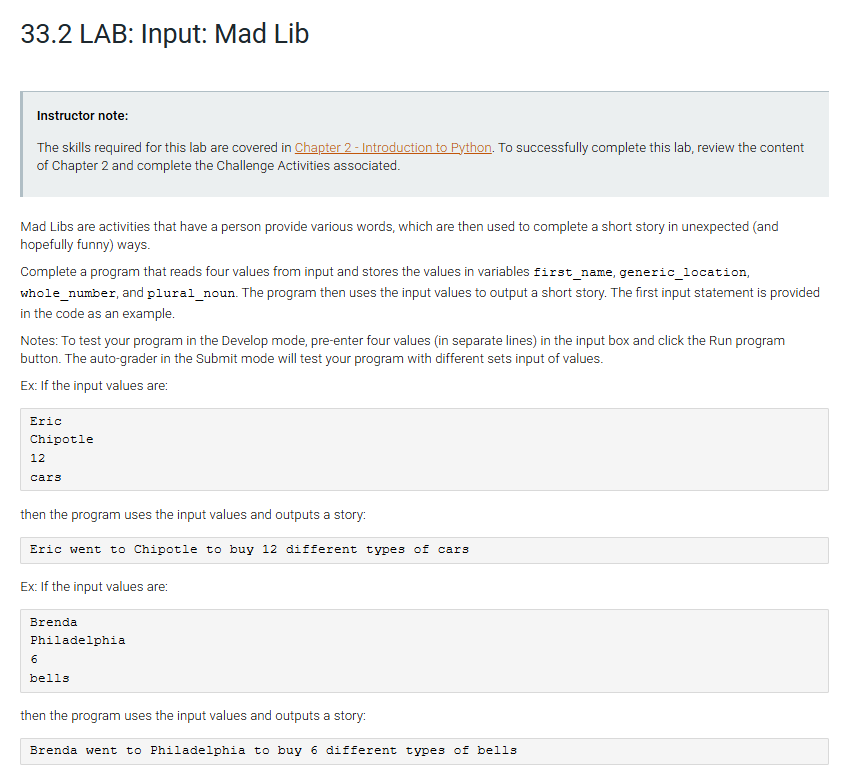 33.2 LAB: Input: Mad Lib
Instructor note:
The skills required for this lab are covered in Chapter 2 - Introduction to Python. To successfully complete this lab, review the content
of Chapter 2 and complete the Challenge Activities associated.
Mad Libs are activities that have a person provide various words, which are then used to complete a short story in unexpected (and
hopefully funny) ways.
Complete a program that reads four values from input and stores the values in variables first_name, generic_location,
whole_number, and plural_noun. The program then uses the input values to output a short story. The first input statement is provided
in the code as an example.
Notes: To test your program in the Develop mode, pre-enter four values (in separate lines) in the input box and click the Run program
button. The auto-grader in the Submit mode will test your program with different sets input of values.
Ex: If the input values are:
Eric
Chipotle
12
cars
then the program uses the input values and outputs a story:
Eric went to Chipotle to buy 12 different types of cars
Ex: If the input values are:
Brenda
Philadelphia
6
bells
then the program uses the input values and outputs a story:
Brenda went to Philadelphia to buy 6 different types of bells